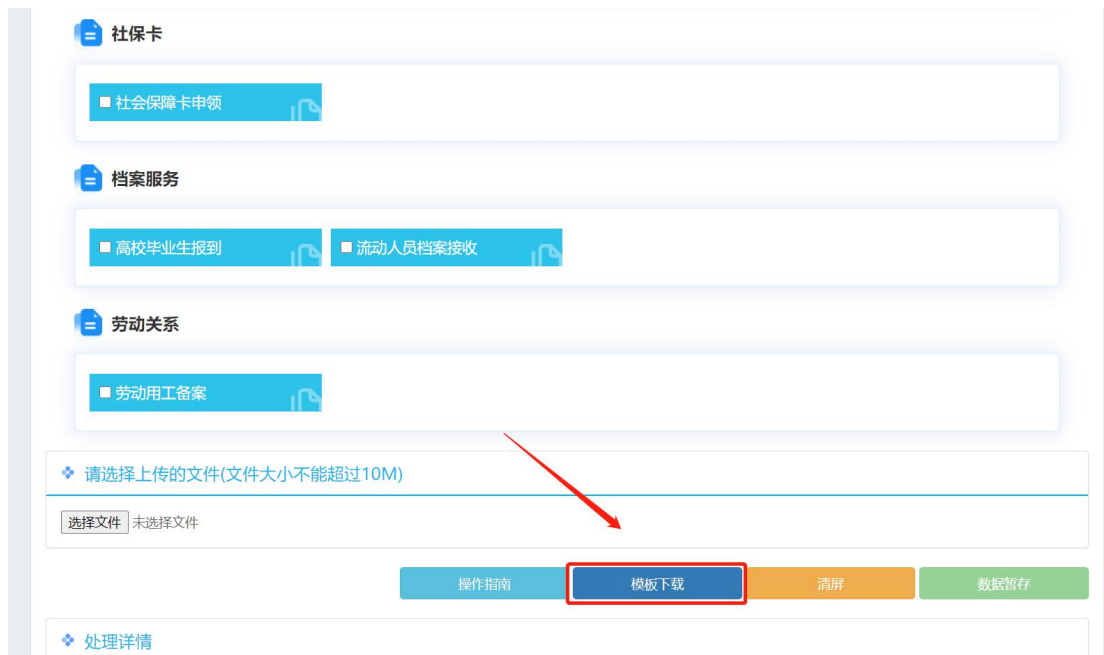 社保卡
社会保障卡申领
档案服务
高校毕业生报到 流动人员档案接收
劳动关系
劳动用工备案
请选择上传的文件(文件大小不能超过10M)
选择文件 未选择文件
操作指南 模板下载 清屏 数据暂存
处理详情